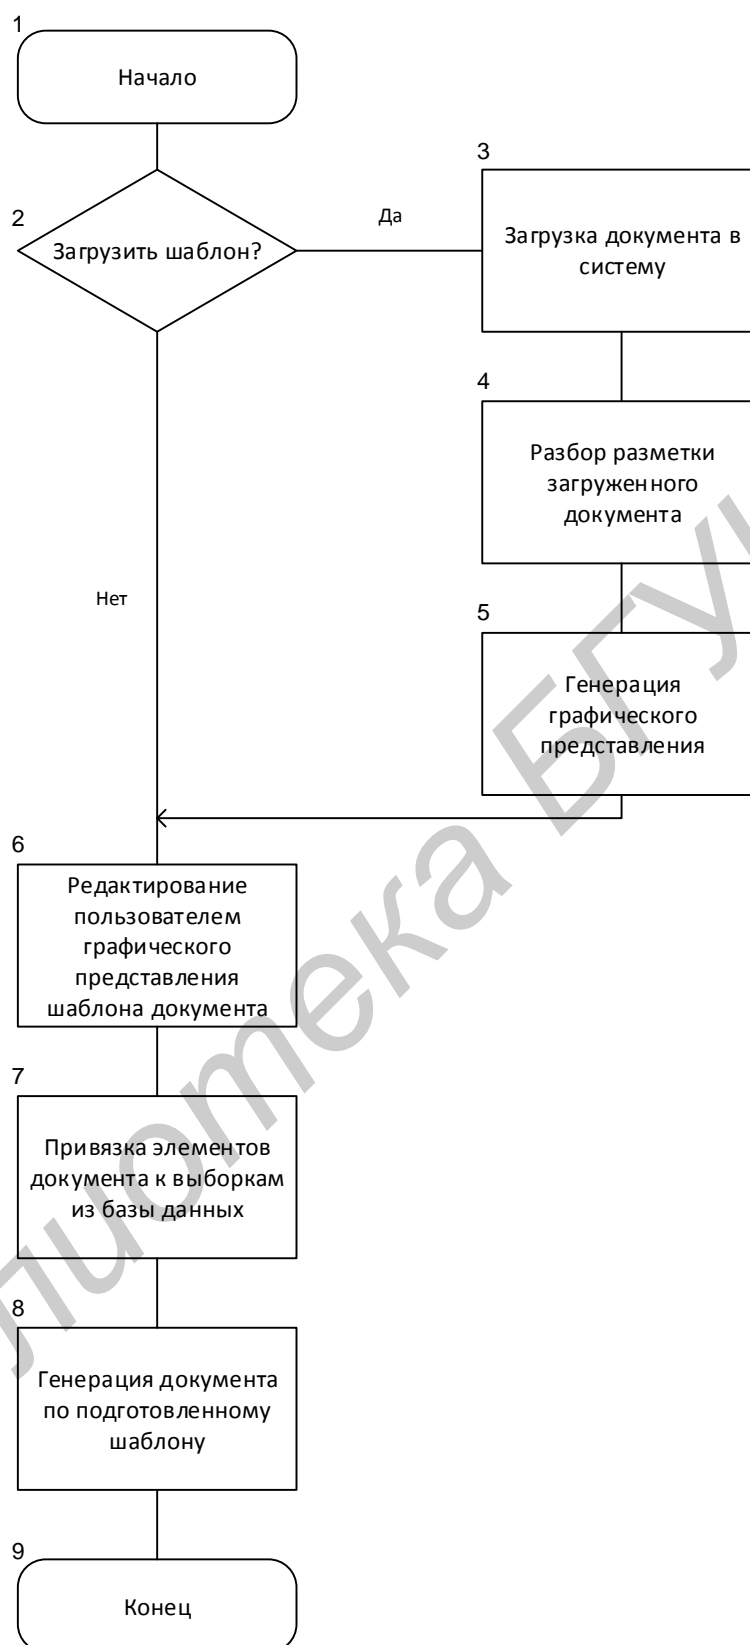 1
Начало
2
Загрузить шаблон?
Да
3
Загрузка документа в
систему
4
Разбор разметки
загруженного
документа
Нет
5
Генерация
графического
представления
6
Редактирование
пользователем
графического
представления
шаблона документа
7
Привязка элементов
документа к выборкам
из базы данных
8
Генерация документа
по подготовленному
шаблону
9
Конец
лиотека БГУ